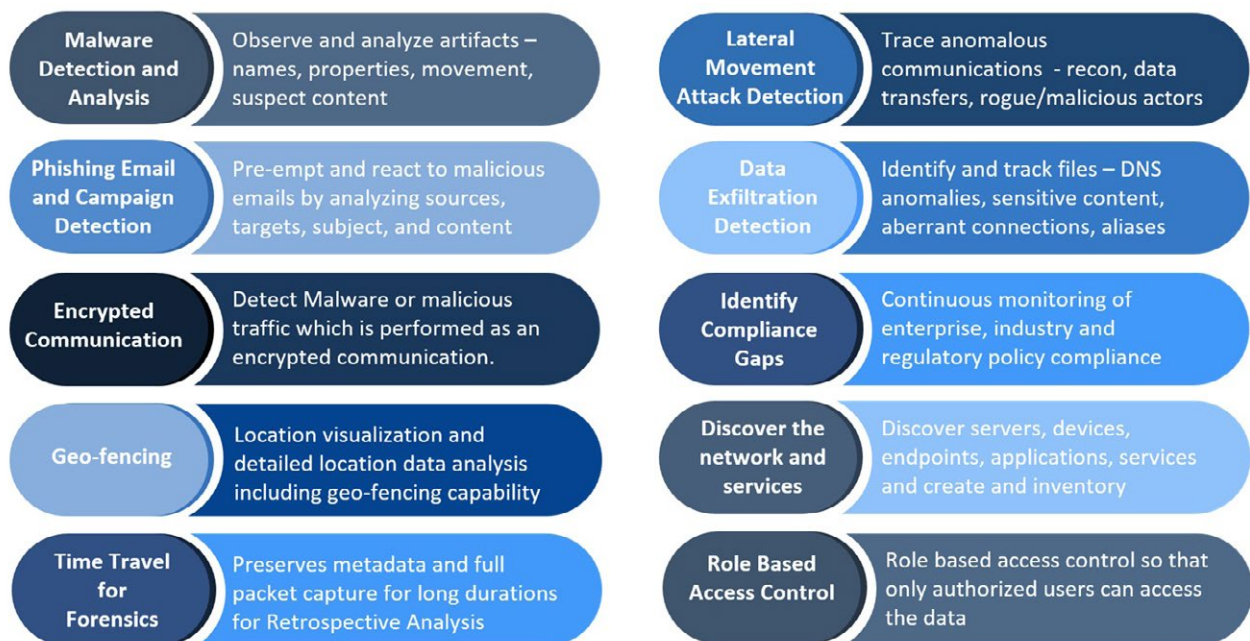 Malware
Detection and
Analysis
Observe and analyze artifacts –
names, properties, movement,
suspect content
Phishing Email
and Campaign
Detection
Pre-empt and react to malicious
emails by analyzing sources,
targets, subject, and content
Encrypted
Communication
Detect Malware or malicious
traffic which is performed as an
encrypted communication.
Geo-fencing
Location visualization and
detailed location data analysis
including geo-fencing capability
Time Travel
for
Forensics
Preserves metadata and full
packet capture for long durations
for Retrospective Analysis
Lateral
Movement
Attack Detection
Trace anomalous
communications - recon, data
transfers, rogue/malicious actors
Data
Exfiltration
Detection
Identify and track files – DNS
anomalies, sensitive content,
aberrant connections, aliases
Identify
Compliance
Gaps
Continuous monitoring of
enterprise, industry and
regulatory policy compliance
Discover the
network and
services
Discover servers, devices,
endpoints, applications, services
and create and inventory
Role Based
Access Control
Role based access control so that
only authorized users can access
the data